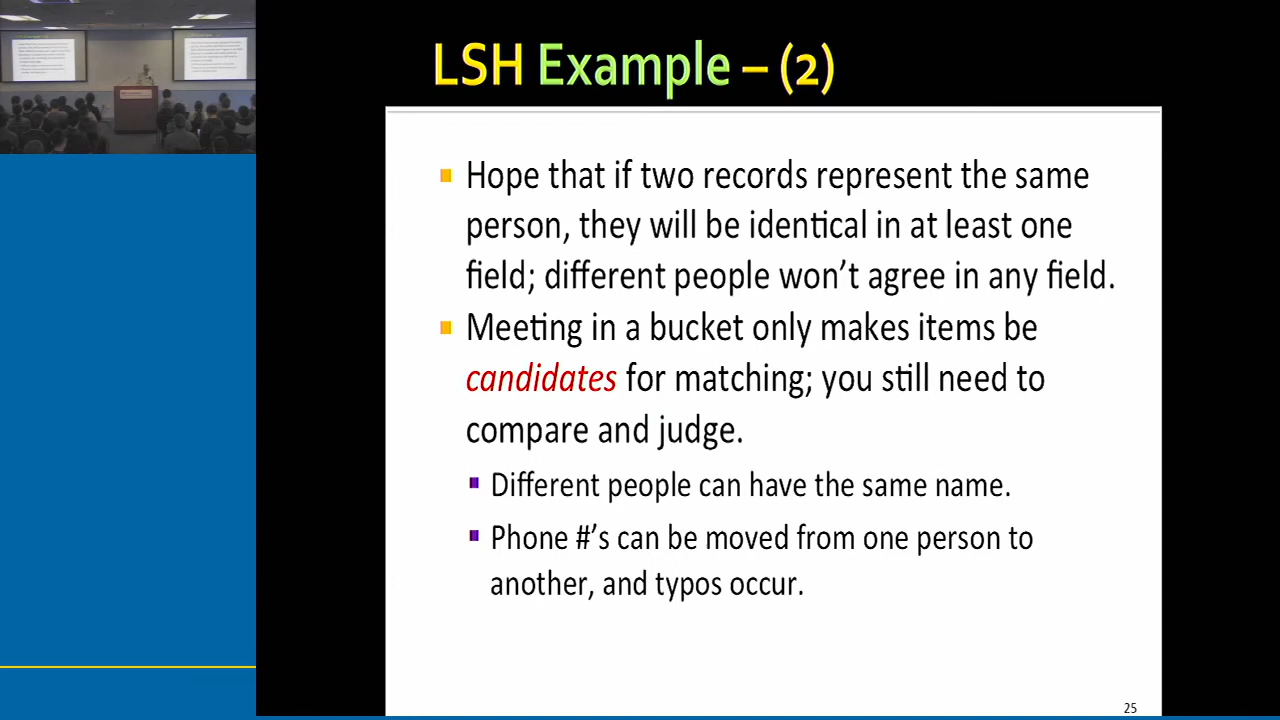 LSH Example – (2)
Hope that if two records represent the same
person, they will be identical in at least one
field; different people won’t agree in any field.
Meeting in a bucket only makes items be
candidates for matching; you still need to
compare and judge.
Different people can have the same name.
Phone #’s can be moved from one person to
another, and typos occur.
25